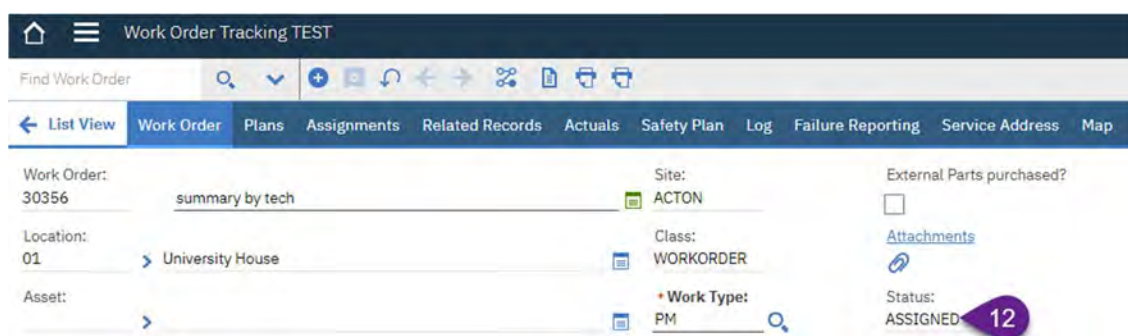 Work Order Tracking TEST
Find Work Order
List View Work Order Plans Assignments Related Records Actuals Safety Plan Log Failure Reporting Service Address Map
Work Order: Site: External Parts purchased?
30356 summary by tech ACTON
Location: Class: Attachments
01 University House WORKORDER
Asset: * Work Type: Status:
PM ASSIGNED 12